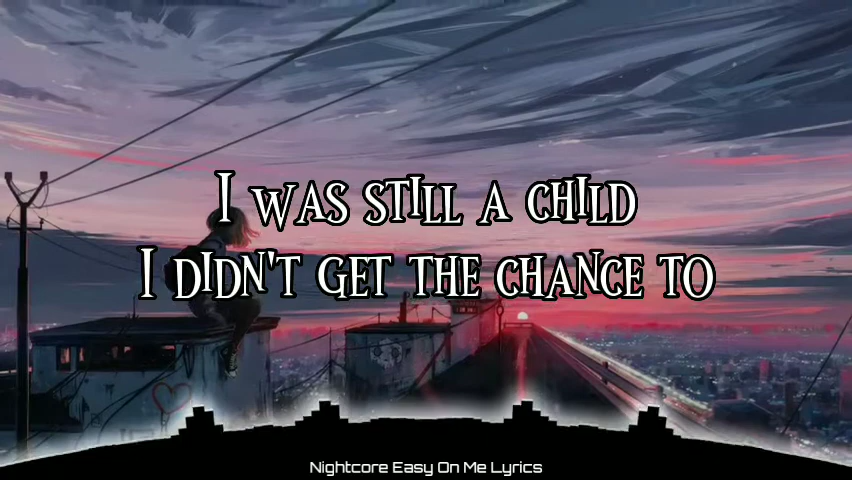 I WAS STILL A CHILD
I DIDN'T GET THE CHANCE TO
Nightcore Easy On Me Lyrics